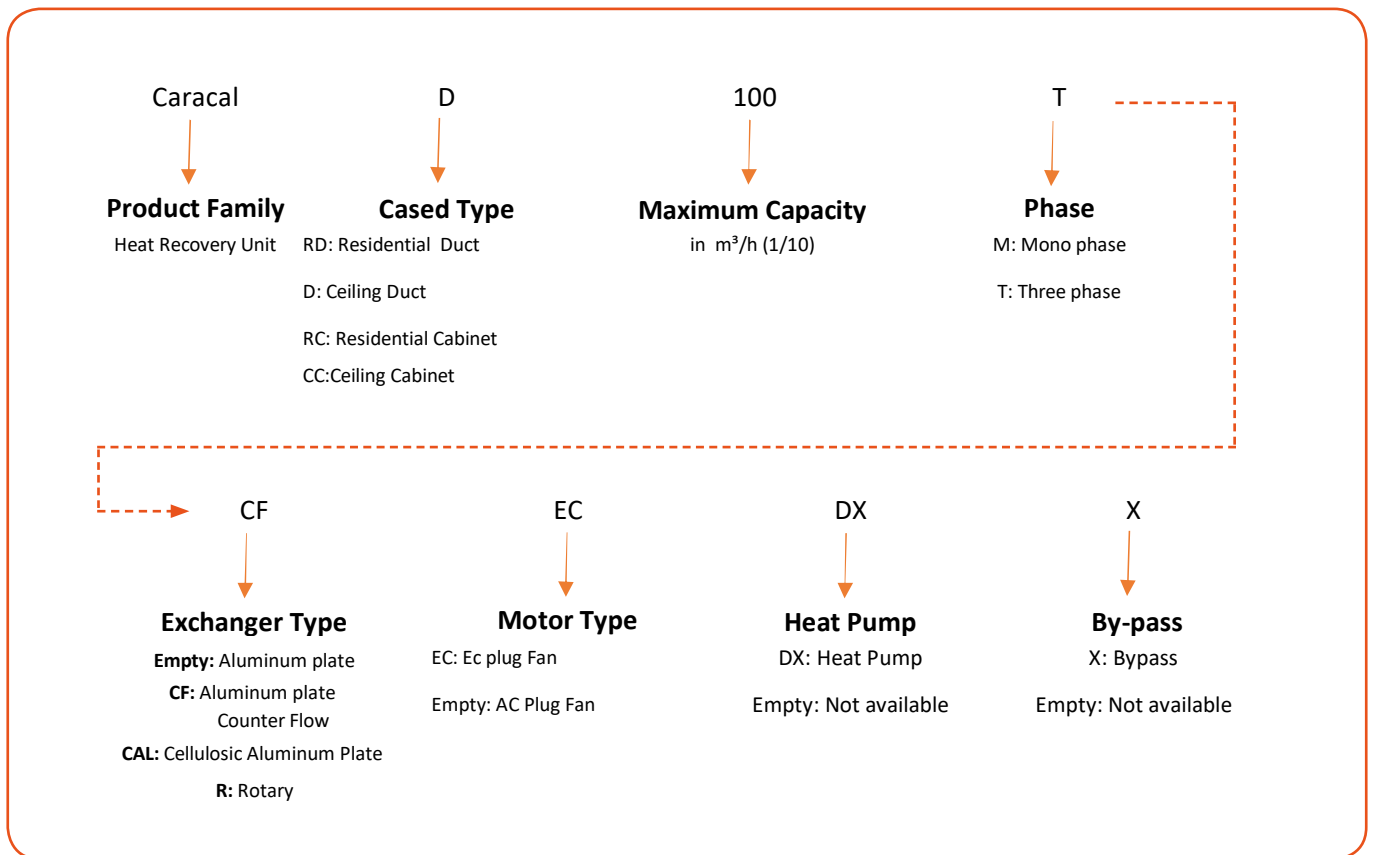 Caracal
D
100
T
Product Family
Cased Type
Maximum Capacity
Phase
Heat Recovery Unit
RD: Residential Duct
D: Ceiling Duct
RC: Residential Cabinet
CC:Ceiling Cabinet
in m³/h (1/10)
M: Mono phase
T: Three phase
CF
EC
DX
X
Exchanger Type
Motor Type
Heat Pump
By-pass
Empty: Aluminum plate
CF: Aluminum plate
Counter Flow
CAL: Cellulosic Aluminum Plate
R: Rotary
EC: Ec plug Fan
Empty: AC Plug Fan
DX: Heat Pump
Empty: Not available
X: Bypass
Empty: Not available